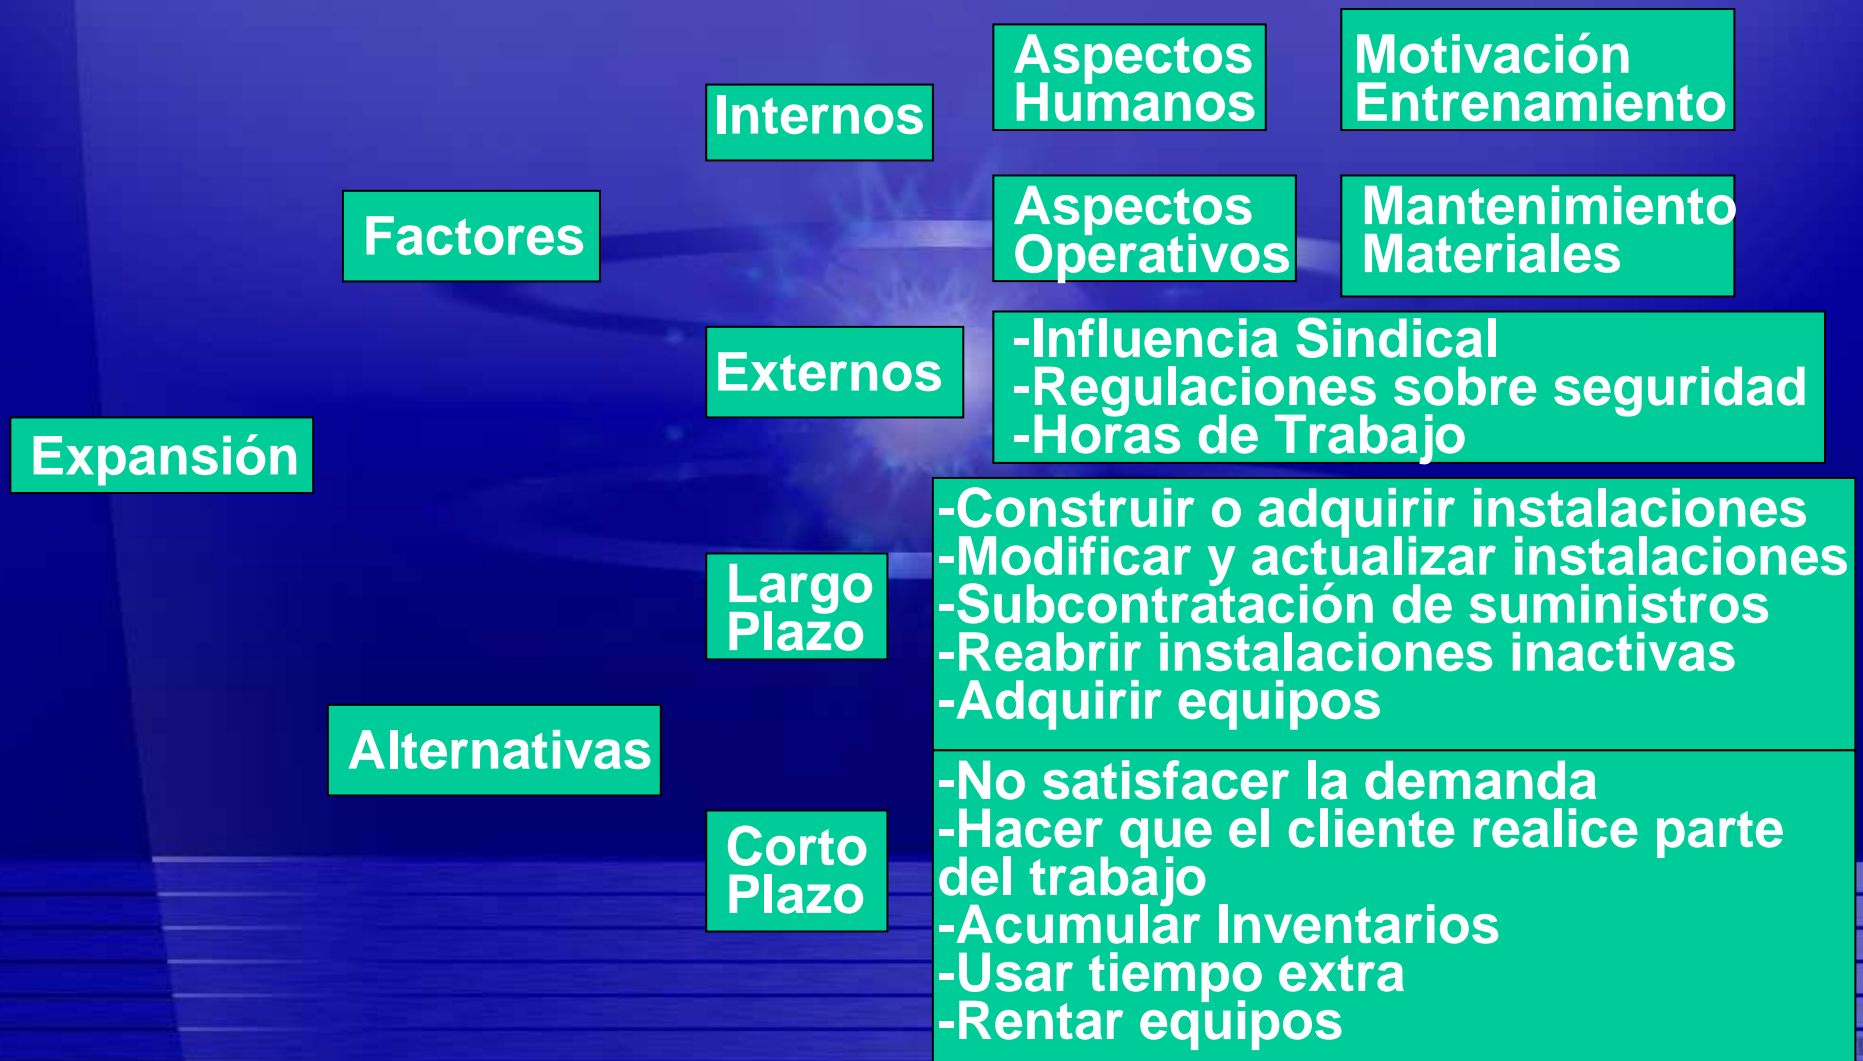 Expansión
Factores
Internos
Aspectos
Humanos
Motivación
Entrenamiento
Aspectos
Operativos
Mantenimiento
Materiales
Externos
-Influencia Sindical
-Regulaciones sobre seguridad
-Horas de Trabajo
Alternativas
Largo
Plazo
-Construir o adquirir instalaciones
-Modificar y actualizar instalaciones
-Subcontratación de suministros
-Reabrir instalaciones inactivas
-Adquirir equipos
Corto
Plazo
-No satisfacer la demanda
-Hacer que el cliente realice parte
del trabajo
-Acumular Inventarios
-Usar tiempo extra
-Rentar equipos